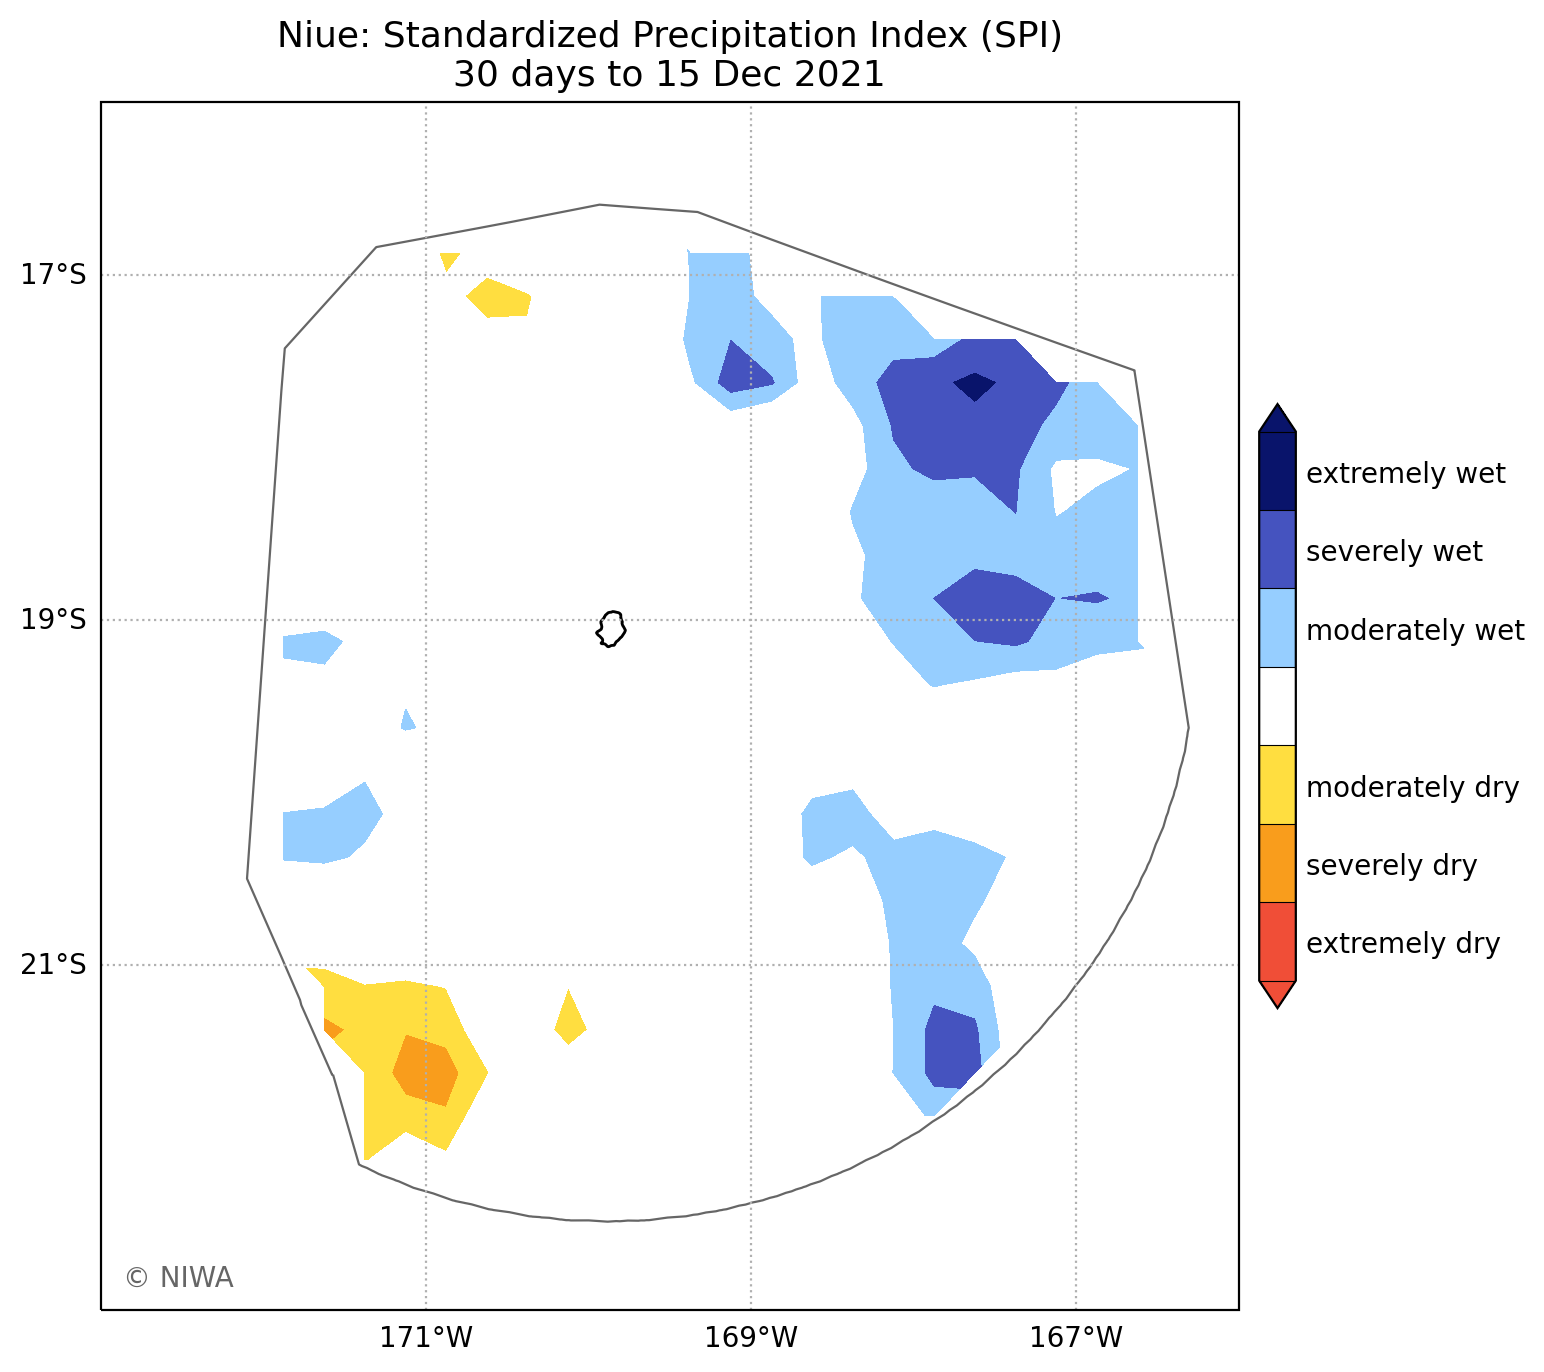 Niue: Standardized Precipitation Index (SPI)
30 days to 15 Dec 2021
17°S
19°S
21°S
171°W
169°W
167°W
extremely wet
severely wet
moderately wet
moderately dry
severely dry
extremely dry
© NIWA